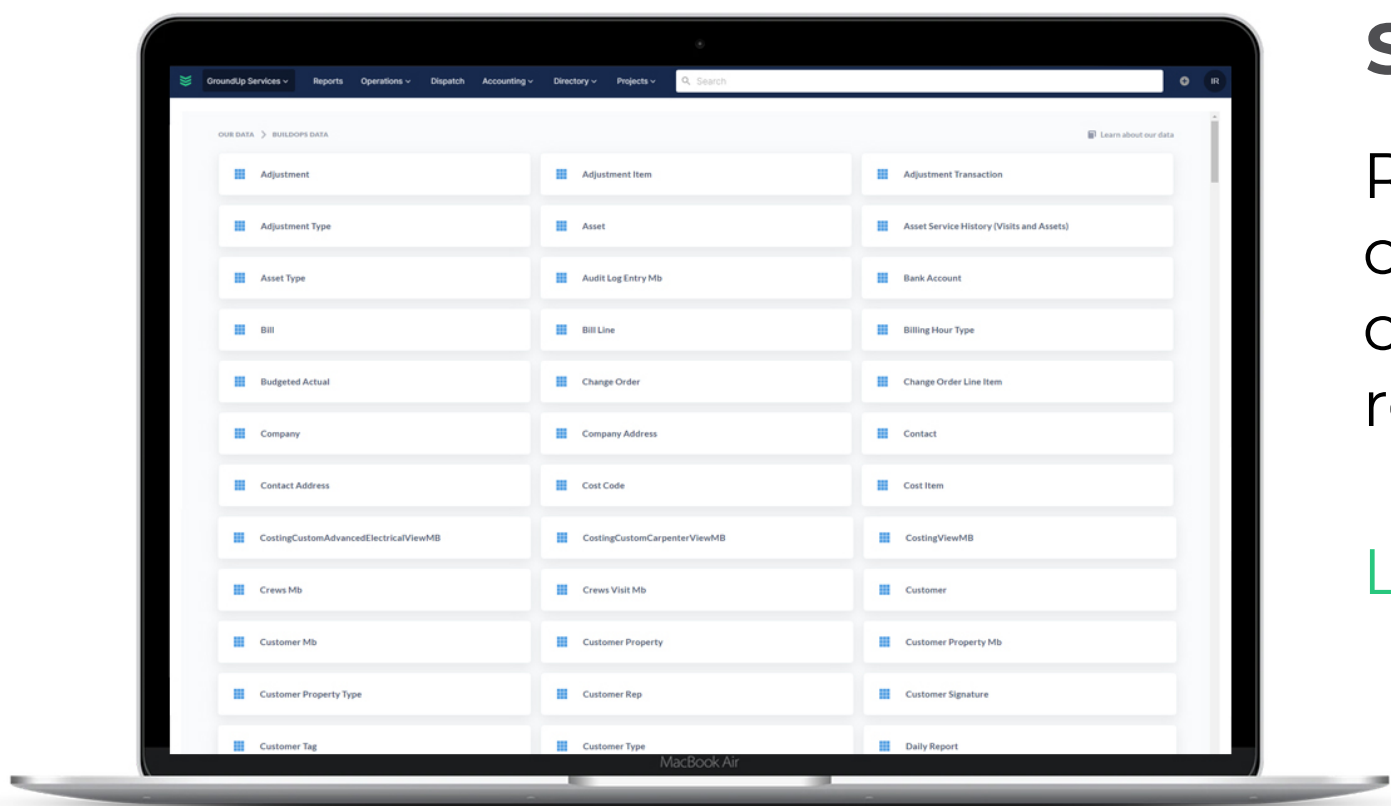 GroundUp Services Reports Operations Dispatch Accounting Directory Projects Search IR
OUR DATA > BUILDOPS DATA Learn about our data
Adjustment Adjustment Item Adjustment Transaction
Adjustment Type Asset Asset Service History (Visits and Assets)
Asset Type Audit Log Entry Mb Bank Account
Bill Bill Line Billing Hour Type
Budgeted Actual Change Order Change Order Line Item
Company Company Address Contact
Contact Address Cost Code Cost Item
CostingCustomAdvancedElectricalViewMB CostingCustomCarpenterViewMB CostingViewMB
Crews Mb Crews Visit Mb Customer
Customer Mb Customer Property Customer Property Mb
Customer Property Type Customer Rep Customer Signature
Customer Tag Customer Type Daily Report
MacBook Air